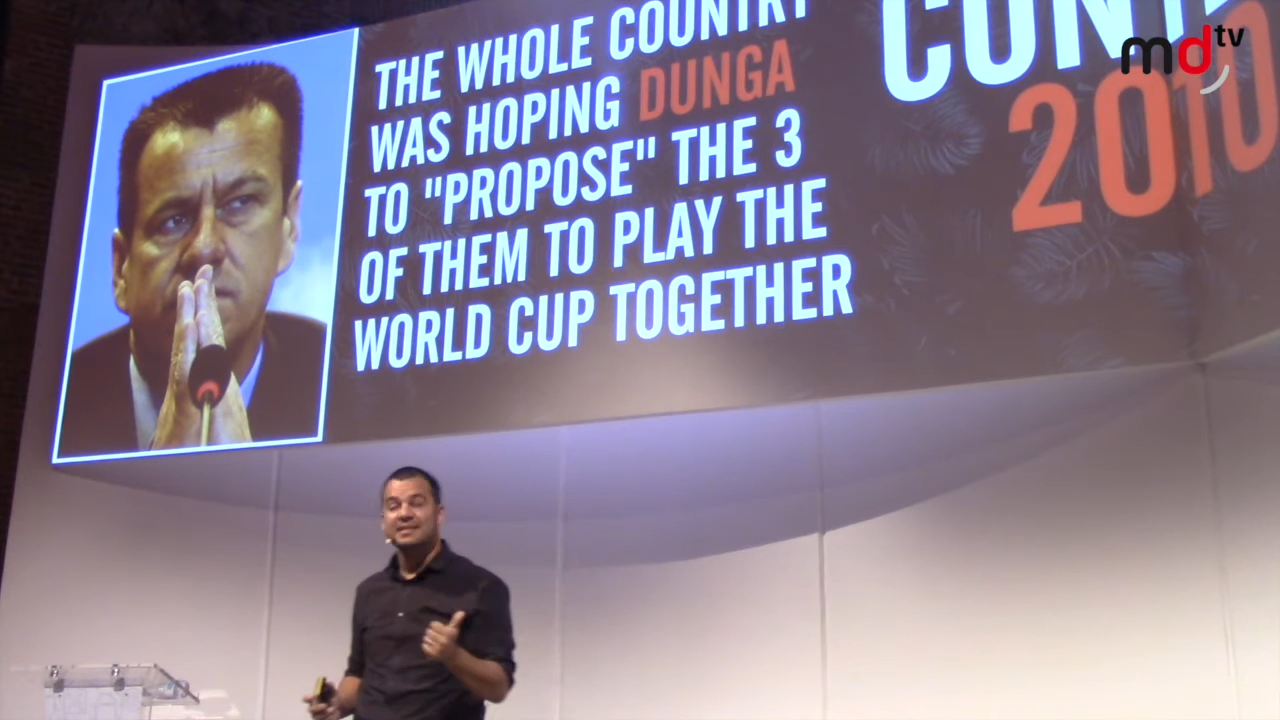 THE WHOLE COUNTRY
WAS HOPING DUNGA
TO "PROPOSE" THE 3
OF THEM TO PLAY THE
WORLD CUP TOGETHER
2010
mdtv